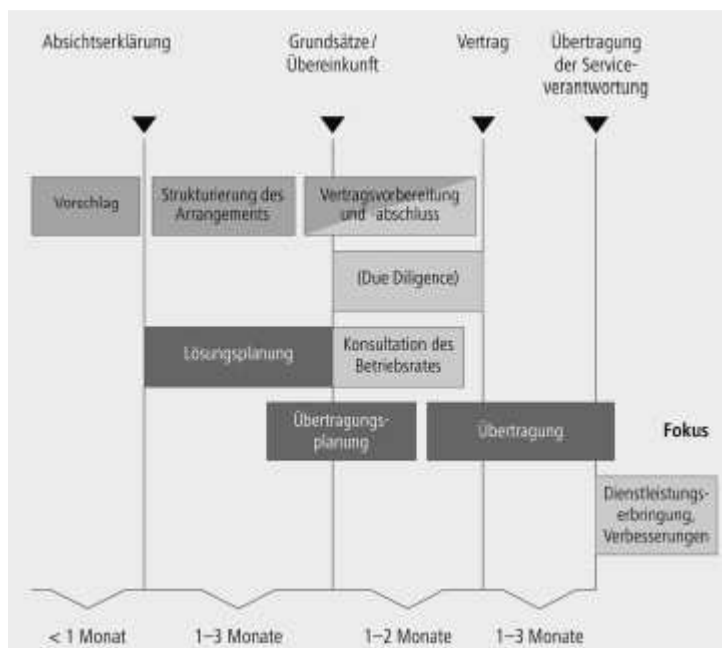 Absichtserklärung
Grundsätze/
Übereinkunft
Vertrag
Übertragung
der Service-
verantwortung
Vorschlag
Strukturierung des
Arrangements
Vertragsvorbereitung
und -abschluss
(Due Diligence)
Lösungsplanung
Konsultation des
Betriebsrates
Übertragungs-
planung
Übertragung
Fokus
Dienstleistungs-
erbringung,
Verbesserungen
< 1 Monat
1–3 Monate
1–2 Monate
1–3 Monate